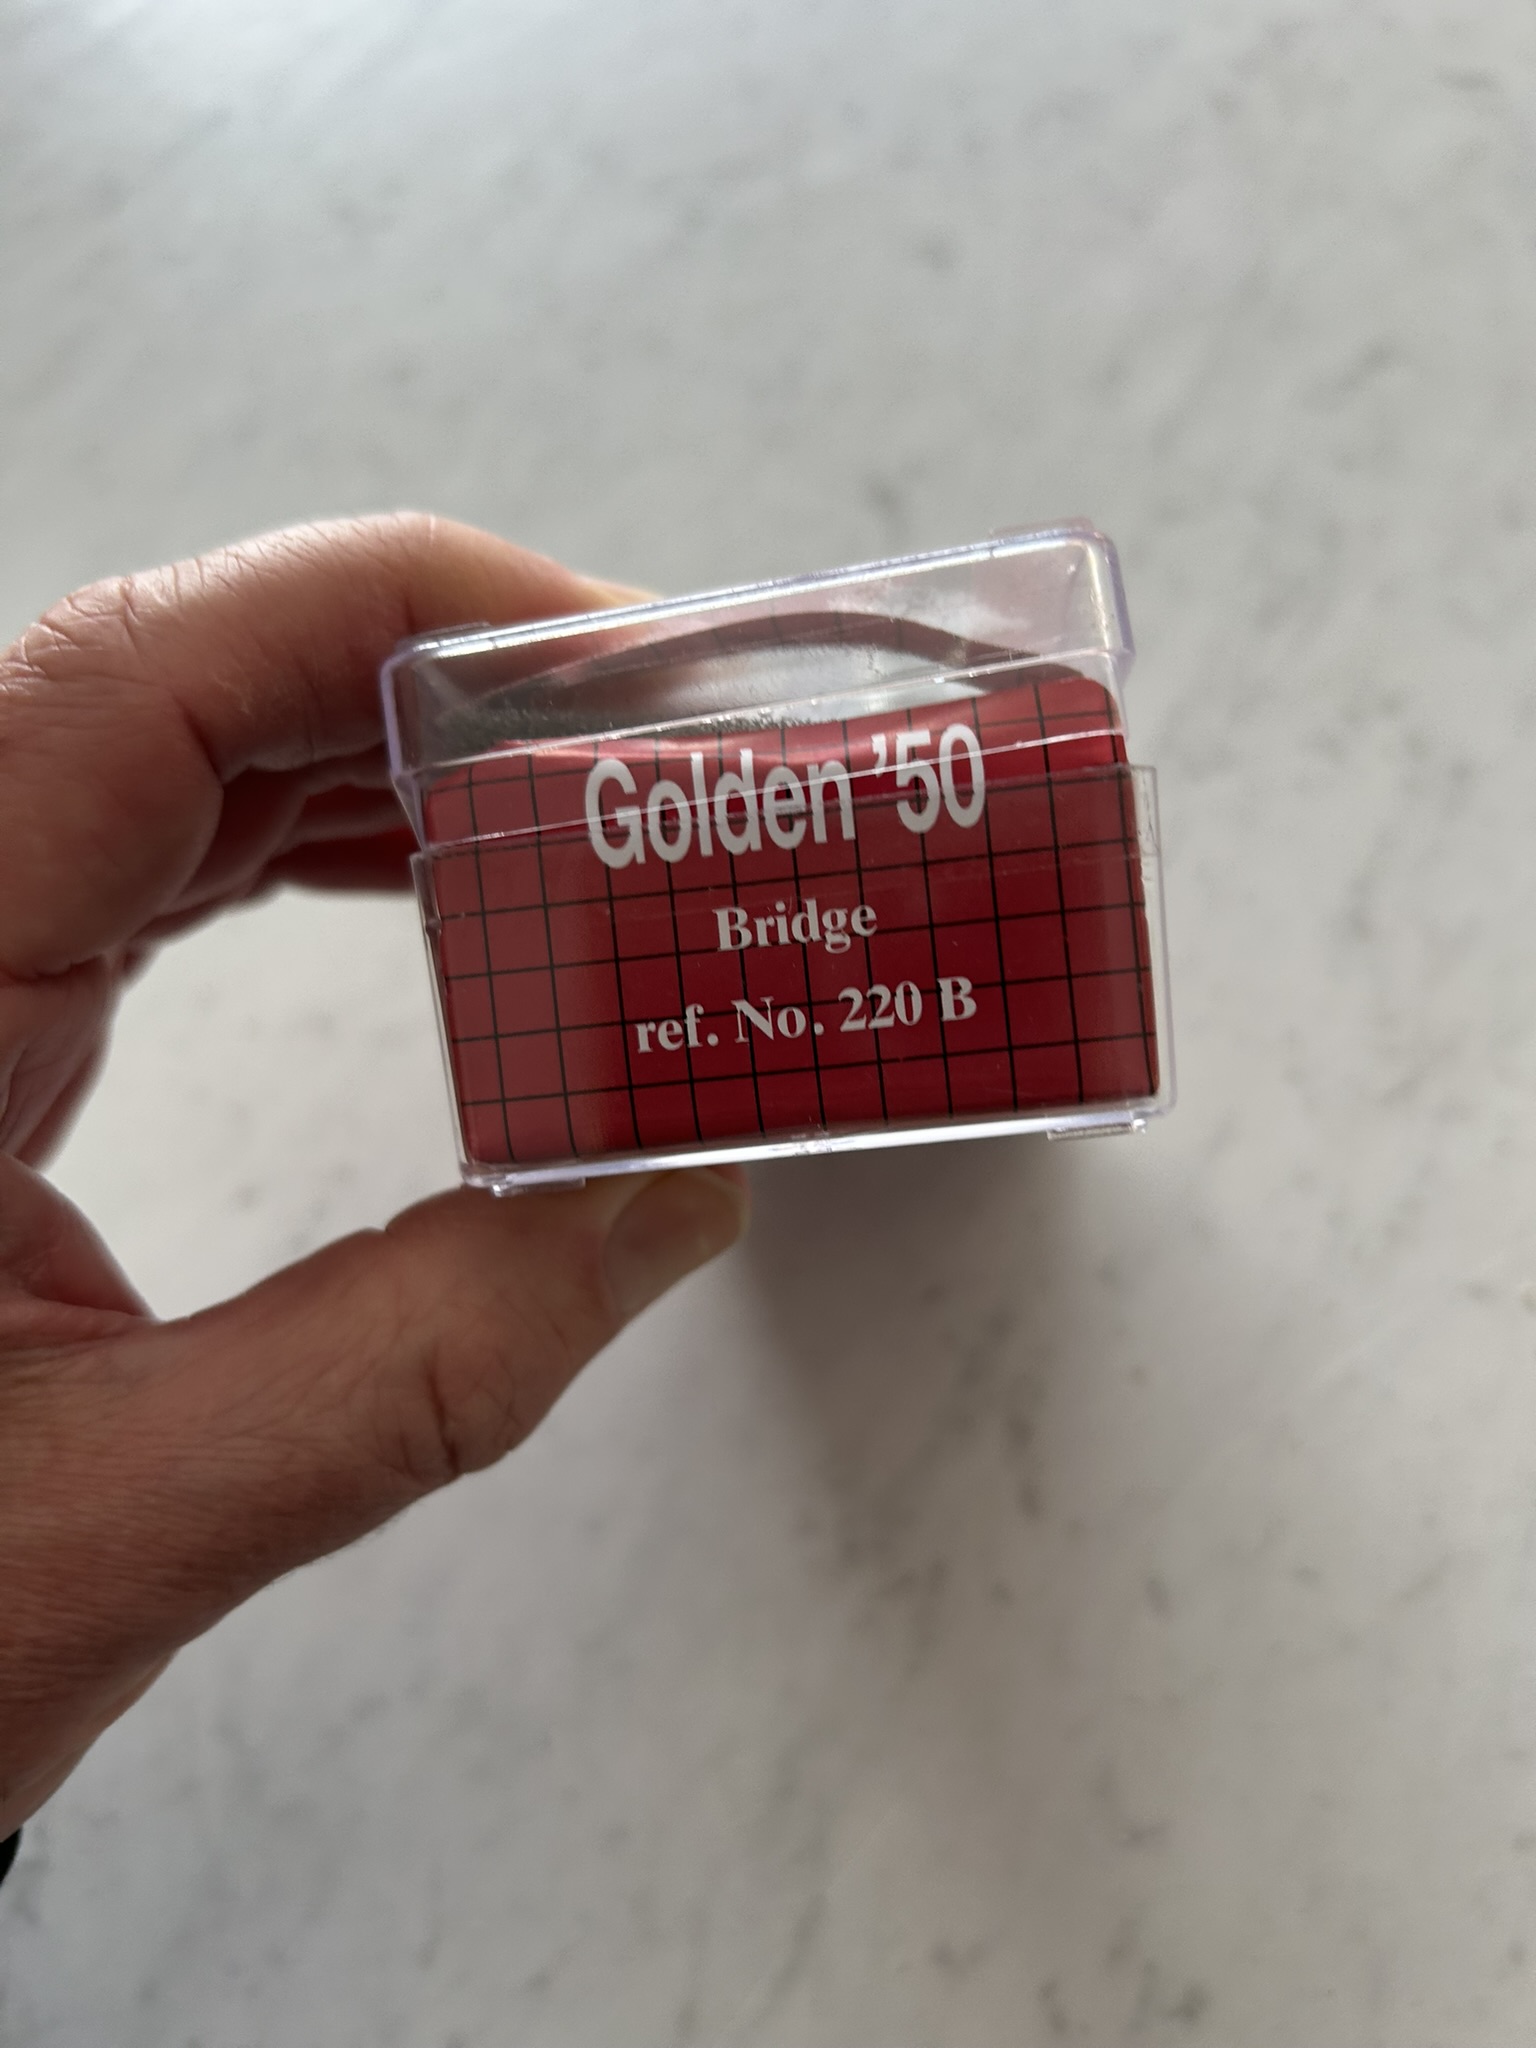 Golden '50
Bridge
ref. No. 220 B